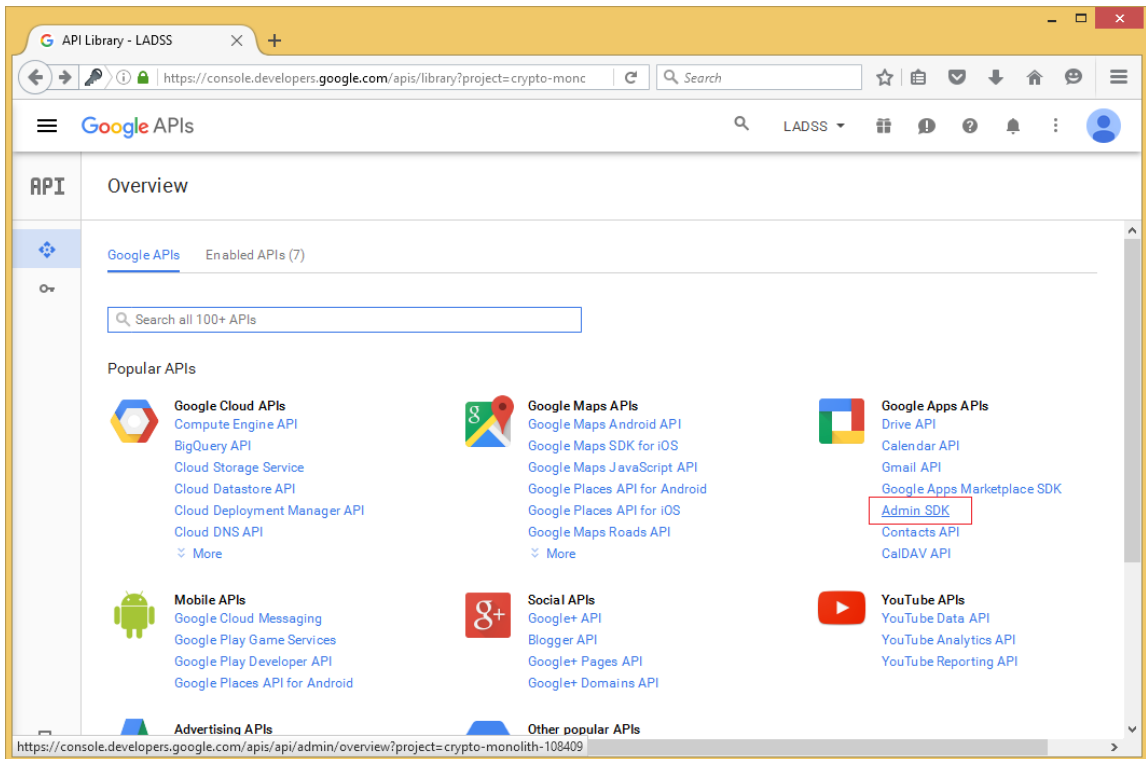 API Library - LADSS
https://console.developers.google.com/apis/library?project=crypto-monc
Search
Google APIs
LADSS
API
Overview
Google APIs
Enabled APIs (7)
Search all 100+ APIs
Popular APIs
Google Cloud APIs
Compute Engine API
BigQuery API
Cloud Storage Service
Cloud Datastore API
Cloud Deployment Manager API
Cloud DNS API
More
Google Maps APIs
Google Maps Android API
Google Maps SDK for iOS
Google Maps JavaScript API
Google Places API for Android
Google Places API for iOS
Google Maps Roads API
More
Google Apps APIs
Drive API
Calendar API
Gmail API
Google Apps Marketplace SDK
Admin SDK
Contacts API
CalDAV API
Mobile APIs
Google Cloud Messaging
Google Play Game Services
Google Play Developer API
Google Places API for Android
Social APIs
Google+ API
Blogger API
Google+ Pages API
Google+ Domains API
YouTube APIs
YouTube Data API
YouTube Analytics API
YouTube Reporting API
Advertising APIs
Other popular APIs
https://console.developers.google.com/apis/api/admin/overview?project=crypto-monolith-108409